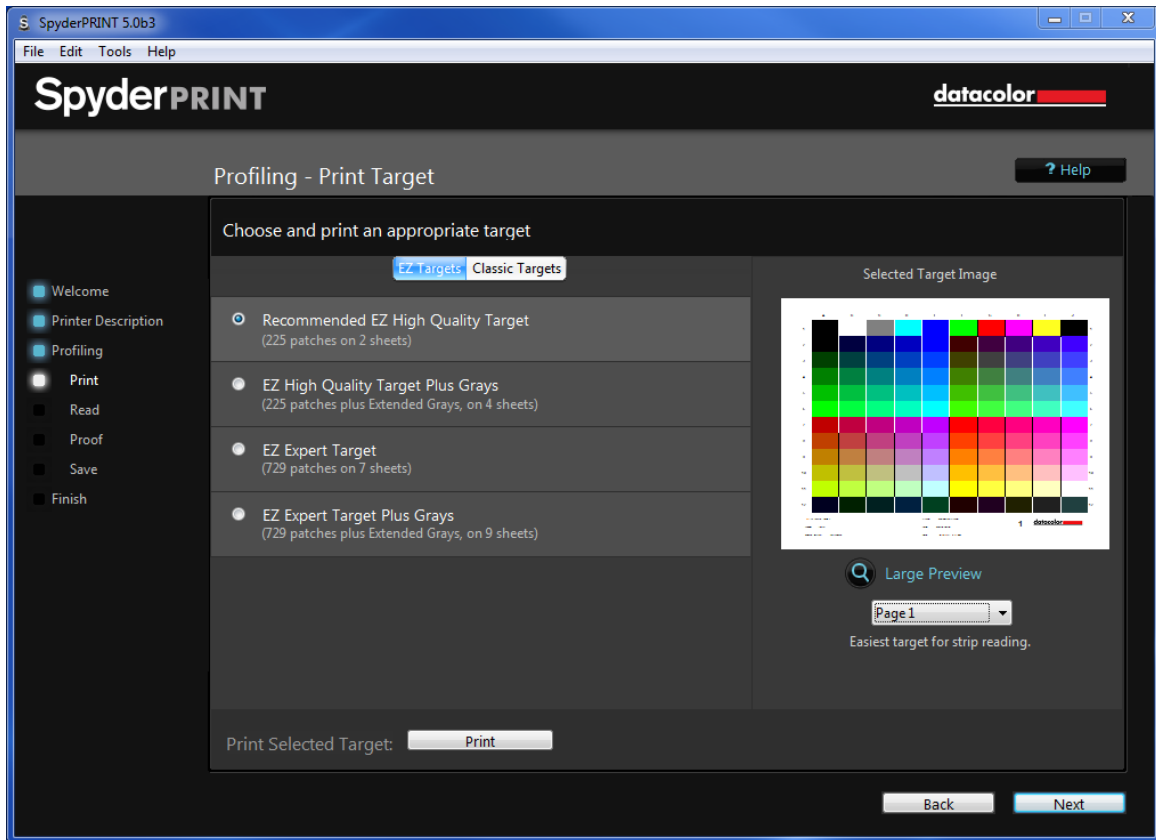 SpyderPRINT 5.0b3
File Edit Tools Help
SpyderPRINT
datacolor
Profiling - Print Target
? Help
Choose and print an appropriate target
EZ Targets Classic Targets
Selected Target Image
Welcome
Printer Description
Profiling
Print
Read
Proof
Save
Finish
Recommended EZ High Quality Target
(225 patches on 2 sheets)
EZ High Quality Target Plus Grays
(225 patches plus Extended Grays, on 4 sheets)
EZ Expert Target
(729 patches on 7 sheets)
EZ Expert Target Plus Grays
(729 patches plus Extended Grays, on 9 sheets)
1 datacolor
Large Preview
Page 1
Easiest target for strip reading.
Print Selected Target: Print
Back Next